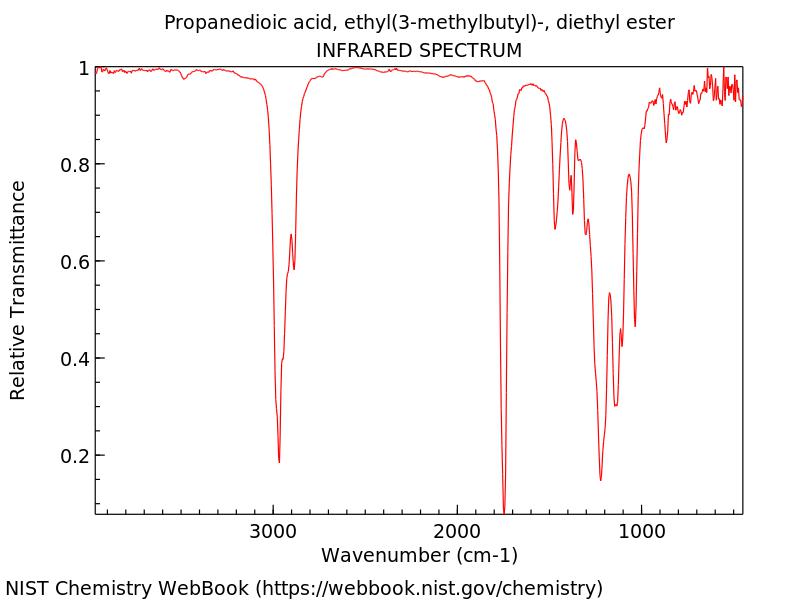 Propanedioic acid, ethyl(3-methylbutyl)-, diethyl ester
INFRARED SPECTRUM
1
0.8
0.6
0.4
0.2
Relative Transmittance
3000 2000 1000
Wavenumber (cm-1)
NIST Chemistry WebBook (https://webbook.nist.gov/chemistry)